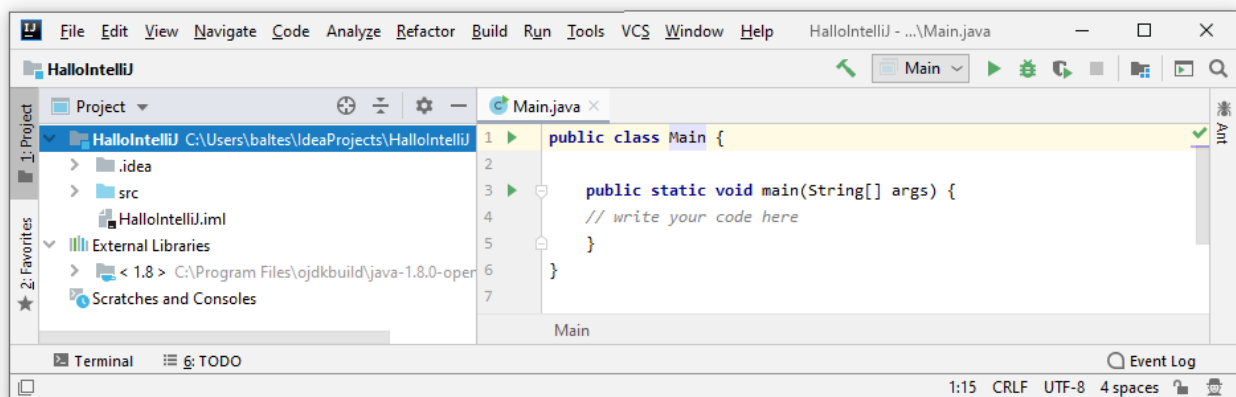 IJ File Edit View Navigate Code Analyze Refactor Build Run Tools VCS Window Help HalloIntelliJ - ...\Main.java
HalloIntelliJ Main
1: Project
2: Favorites
Project
HalloIntelliJ C:\Users\baltes\IdeaProjects\HalloIntelliJ
.idea
src
HalloIntelliJ.iml
External Libraries
< 1.8 > C:\Program Files\ojdkbuild\java-1.8.0-oper
Scratches and Consoles
Main.java
1 public class Main {
2
3 public static void main(String[] args) {
4 // write your code here
5 }
6 }
7
Main
Ant
Terminal 6: TODO Event Log
1:15 CRLF UTF-8 4 spaces